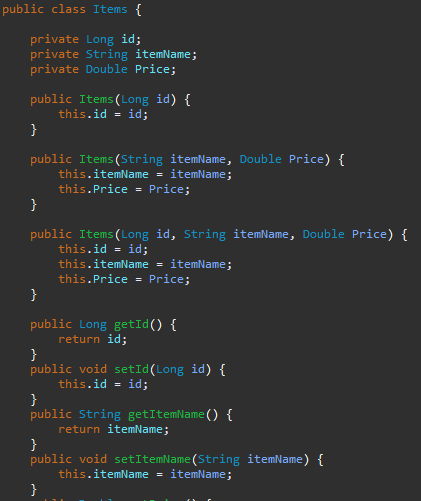 public class Items {
private Long id;
private String itemName;
private Double Price;
public Items(Long id) {
this.id = id;
}
public Items(String itemName, Double Price) {
this.itemName = itemName;
this.Price = Price;
}
public Items(Long id, String itemName, Double Price) {
this.id = id;
this.itemName = itemName;
this.Price = Price;
}
public Long getId() {
return id;
}
public void setId(Long id) {
this.id = id;
}
public String getItemName() {
return itemName;
}
public void setItemName(String itemName) {
this.itemName = itemName;
}